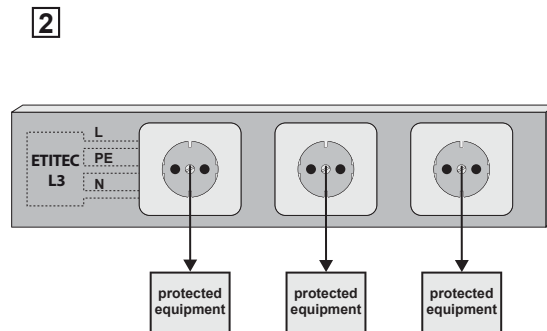 2
L
ETITEC PE
L3 N
protected protected protected
equipment equipment equipment